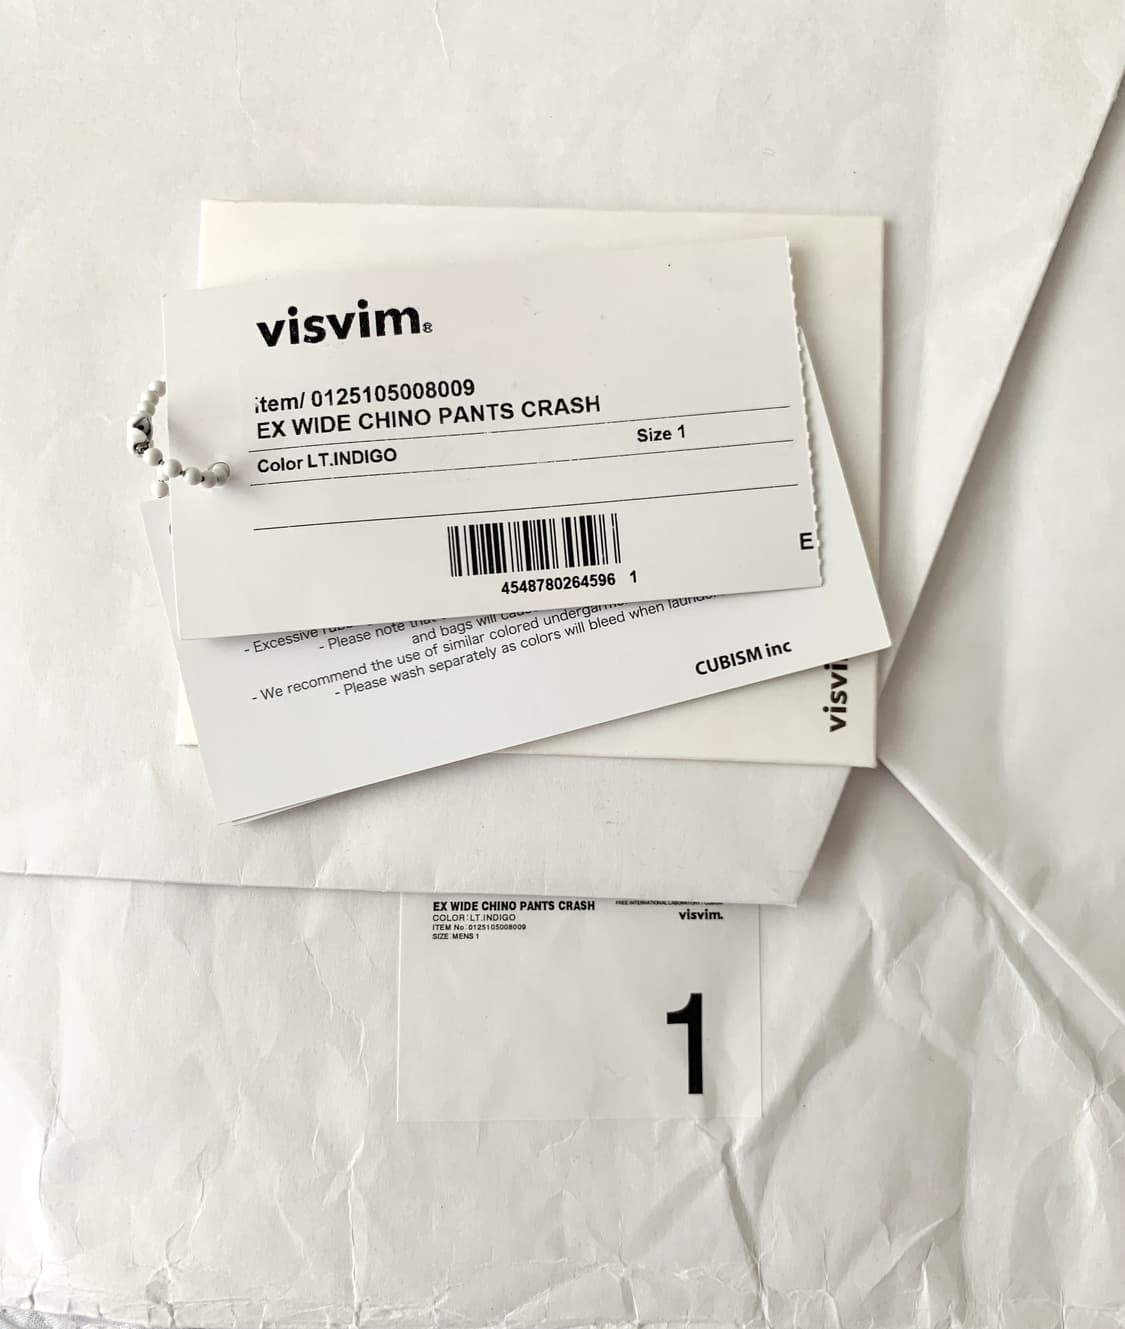 visvim®
item/ 0125105008009
EX WIDE CHINO PANTS CRASH
Color LT.INDIGO Size 1
E
4548780264596 1
- Excessive
- Please note that
and bags will cause
- We recommend the use of similar colored
- Please wash separately as colors will bleed when
CUBISM inc
visvi
EX WIDE CHINO PANTS CRASH
COLOR:LT.INDIGO
ITEM No:0125105008009
SIZE MENS 1
visvim.
1